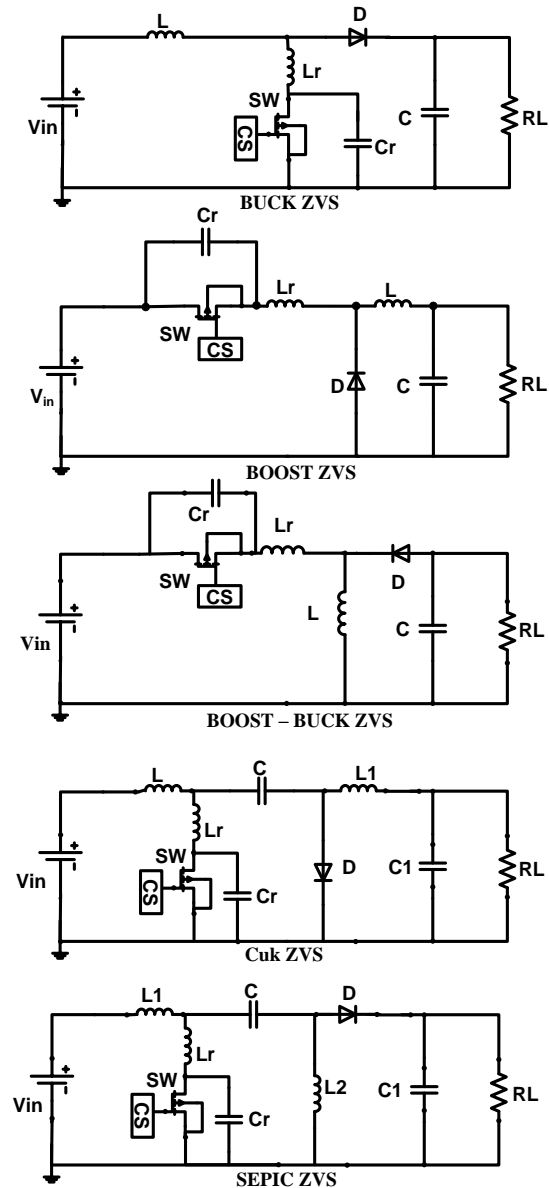 L
D
Lr
SW
CS
Vin
Cr
C
RL
BUCK ZVS
Cr
Lr
L
SW
CS
Vin
D
C
RL
BOOST ZVS
Cr
Lr
SW
CS
D
Vin
L
C
RL
BOOST – BUCK ZVS
L
C
L1
Lr
SW
CS
Vin
Cr
D
C1
RL
Cuk ZVS
L1
C
D
Lr
SW
CS
Vin
Cr
L2
C1
RL
SEPIC ZVS